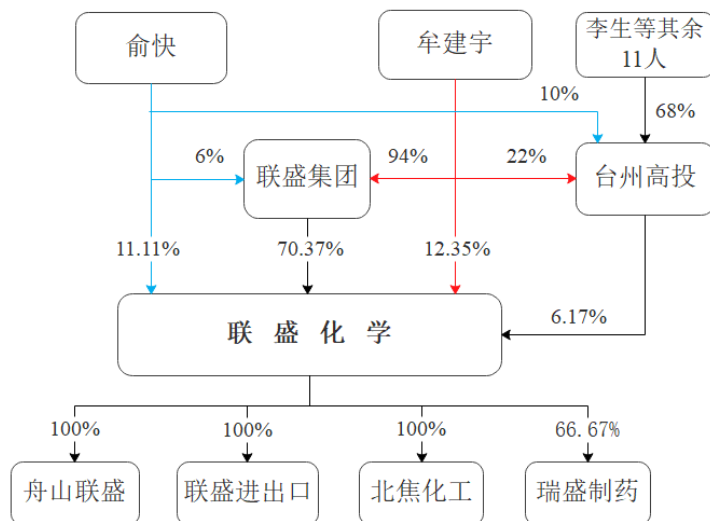 俞快
牟建宇
李生等其余
11人
10%
68%
6%
联盛集团
94%
22%
台州高投
11.11%
70.37%
12.35%
6.17%
联 盛 化 学
100%
100%
100%
66.67%
舟山联盛
联盛进出口
北焦化工
瑞盛制药